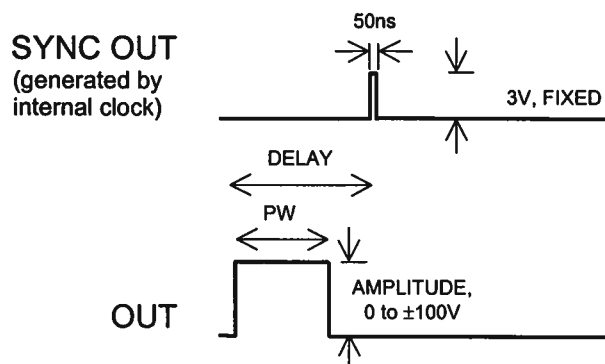 50ns
SYNC OUT
(generated by
internal clock)
3V, FIXED
DELAY
PW
AMPLITUDE,
0 to ±100V
OUT